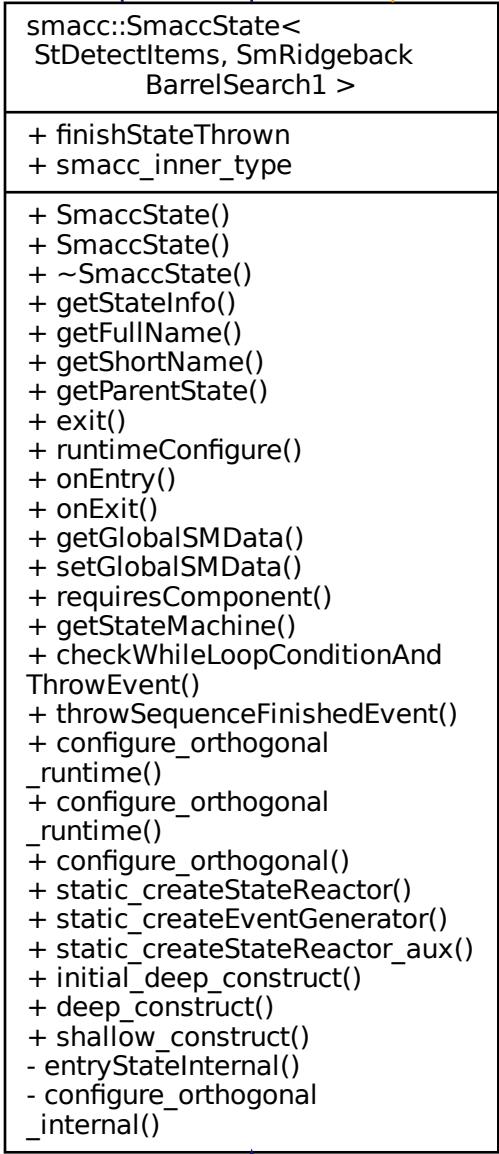 smacc::SmaccState<
StDetectItems, SmRidgeback
BarrelSearch1 >
+ finishStateThrown
+ smacc_inner_type
+ SmaccState()
+ SmaccState()
+ ~SmaccState()
+ getStateInfo()
+ getFullName()
+ getShortName()
+ getParentState()
+ exit()
+ runtimeConfigure()
+ onEntry()
+ onExit()
+ getGlobalSMData()
+ setGlobalSMData()
+ requiresComponent()
+ getStateMachine()
+ checkWhileLoopConditionAnd
ThrowEvent()
+ throwSequenceFinishedEvent()
+ configure_orthogonal
_runtime()
+ configure_orthogonal
_runtime()
+ configure_orthogonal()
+ static_createStateReactor()
+ static_createEventGenerator()
+ static_createStateReactor_aux()
+ initial_deep_construct()
+ deep_construct()
+ shallow_construct()
- entryStateInternal()
- configure_orthogonal
_internal()